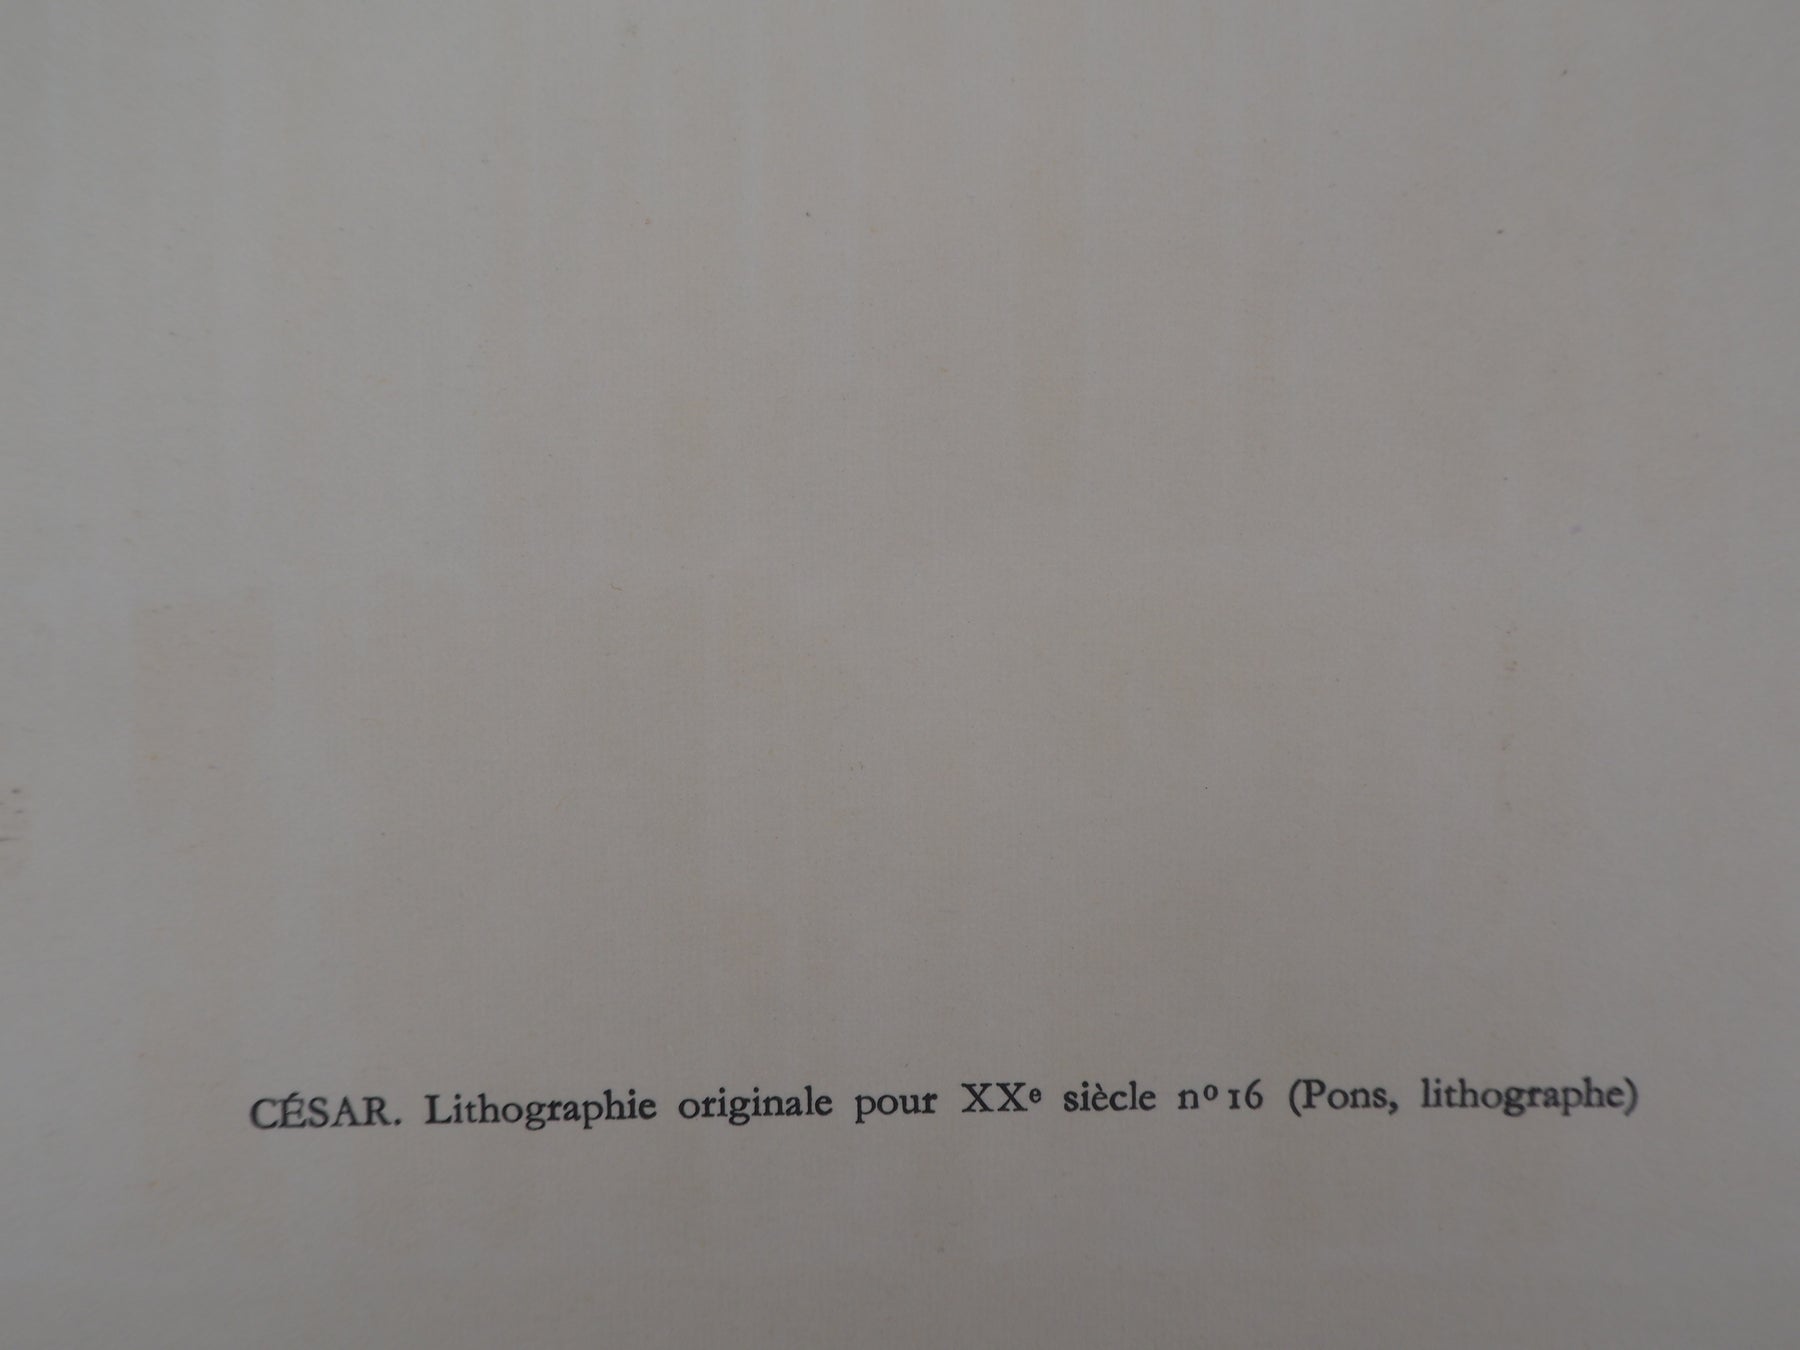 CÉSAR. Lithographie originale pour XXᵉ siècle nº 16 (Pons, lithographe)